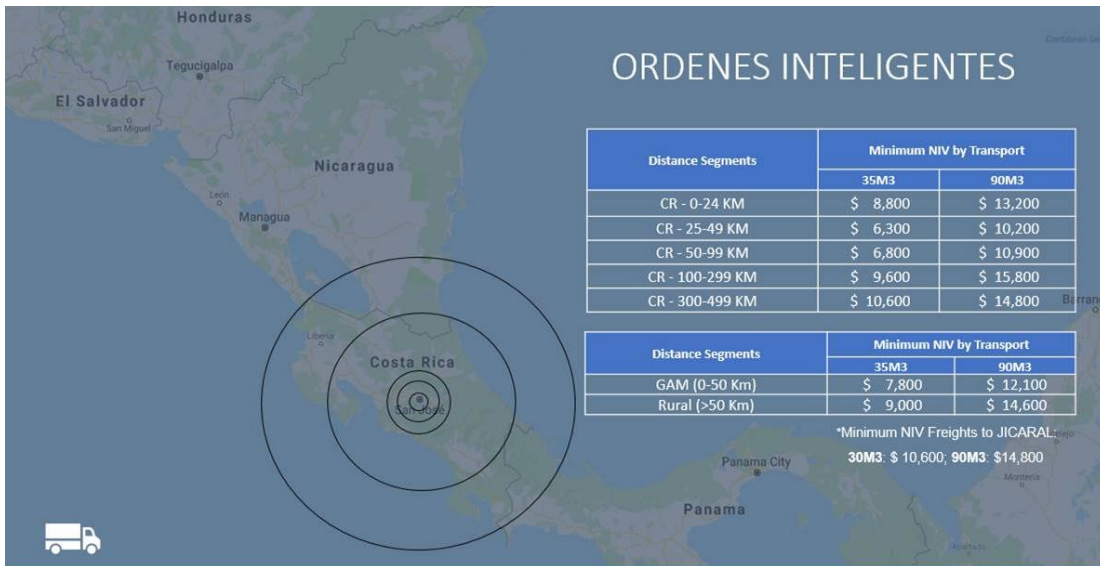 ORDENES INTELIGENTES
Distance Segments
Minimum NIV by Transport
35M3 90M3
CR - 0-24 KM $ 8,800 $ 13,200
CR - 25-49 KM $ 6,300 $ 10,200
CR - 50-99 KM $ 6,800 $ 10,900
CR - 100-299 KM $ 9,600 $ 15,800
CR - 300-499 KM $ 10,600 $ 14,800
Distance Segments
Minimum NIV by Transport
35M3 90M3
GAM (0-50 Km) $ 7,800 $ 12,100
Rural (>50 Km) $ 9,000 $ 14,600
*Minimum NIV Freights to JICARAL:
30M3: $ 10,600; 90M3: $14,800
Honduras
Tegucigalpa
El Salvador
San Miguel
Nicaragua
León
Managua
Liberia
Costa Rica
San José
Panama City
Panama
Montería
Apartadó